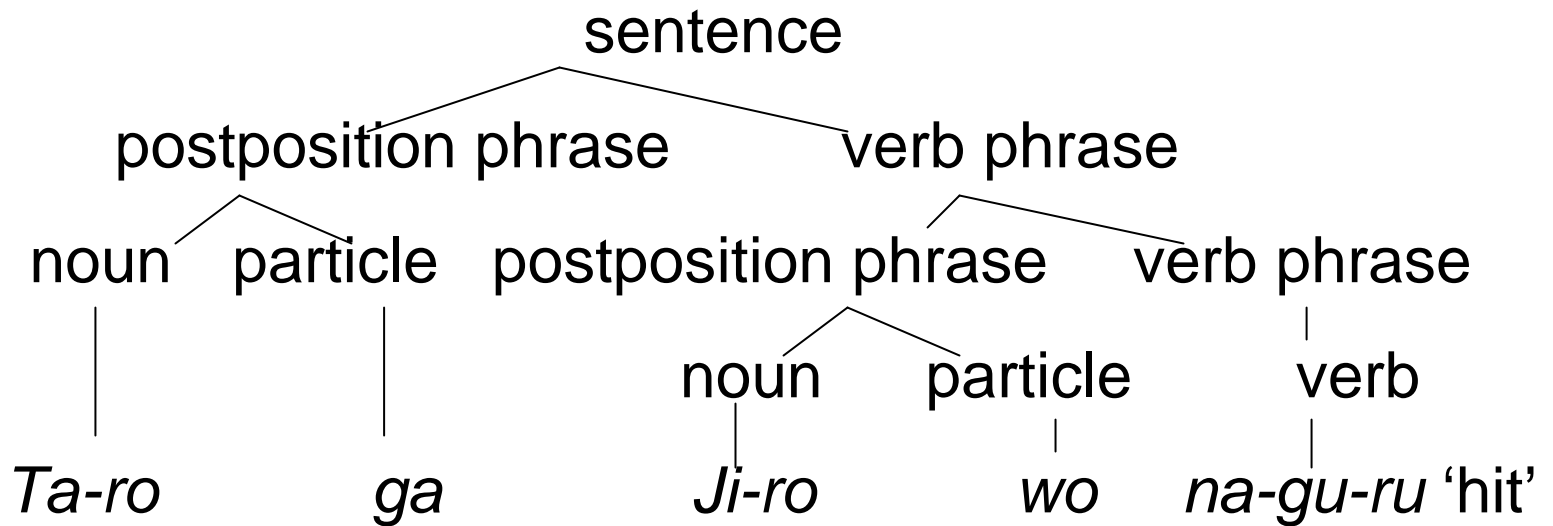 sentence
postposition phrase verb phrase
noun particle postposition phrase verb phrase
noun particle verb
Ta-ro ga Ji-ro wo na-gu-ru ‘hit’